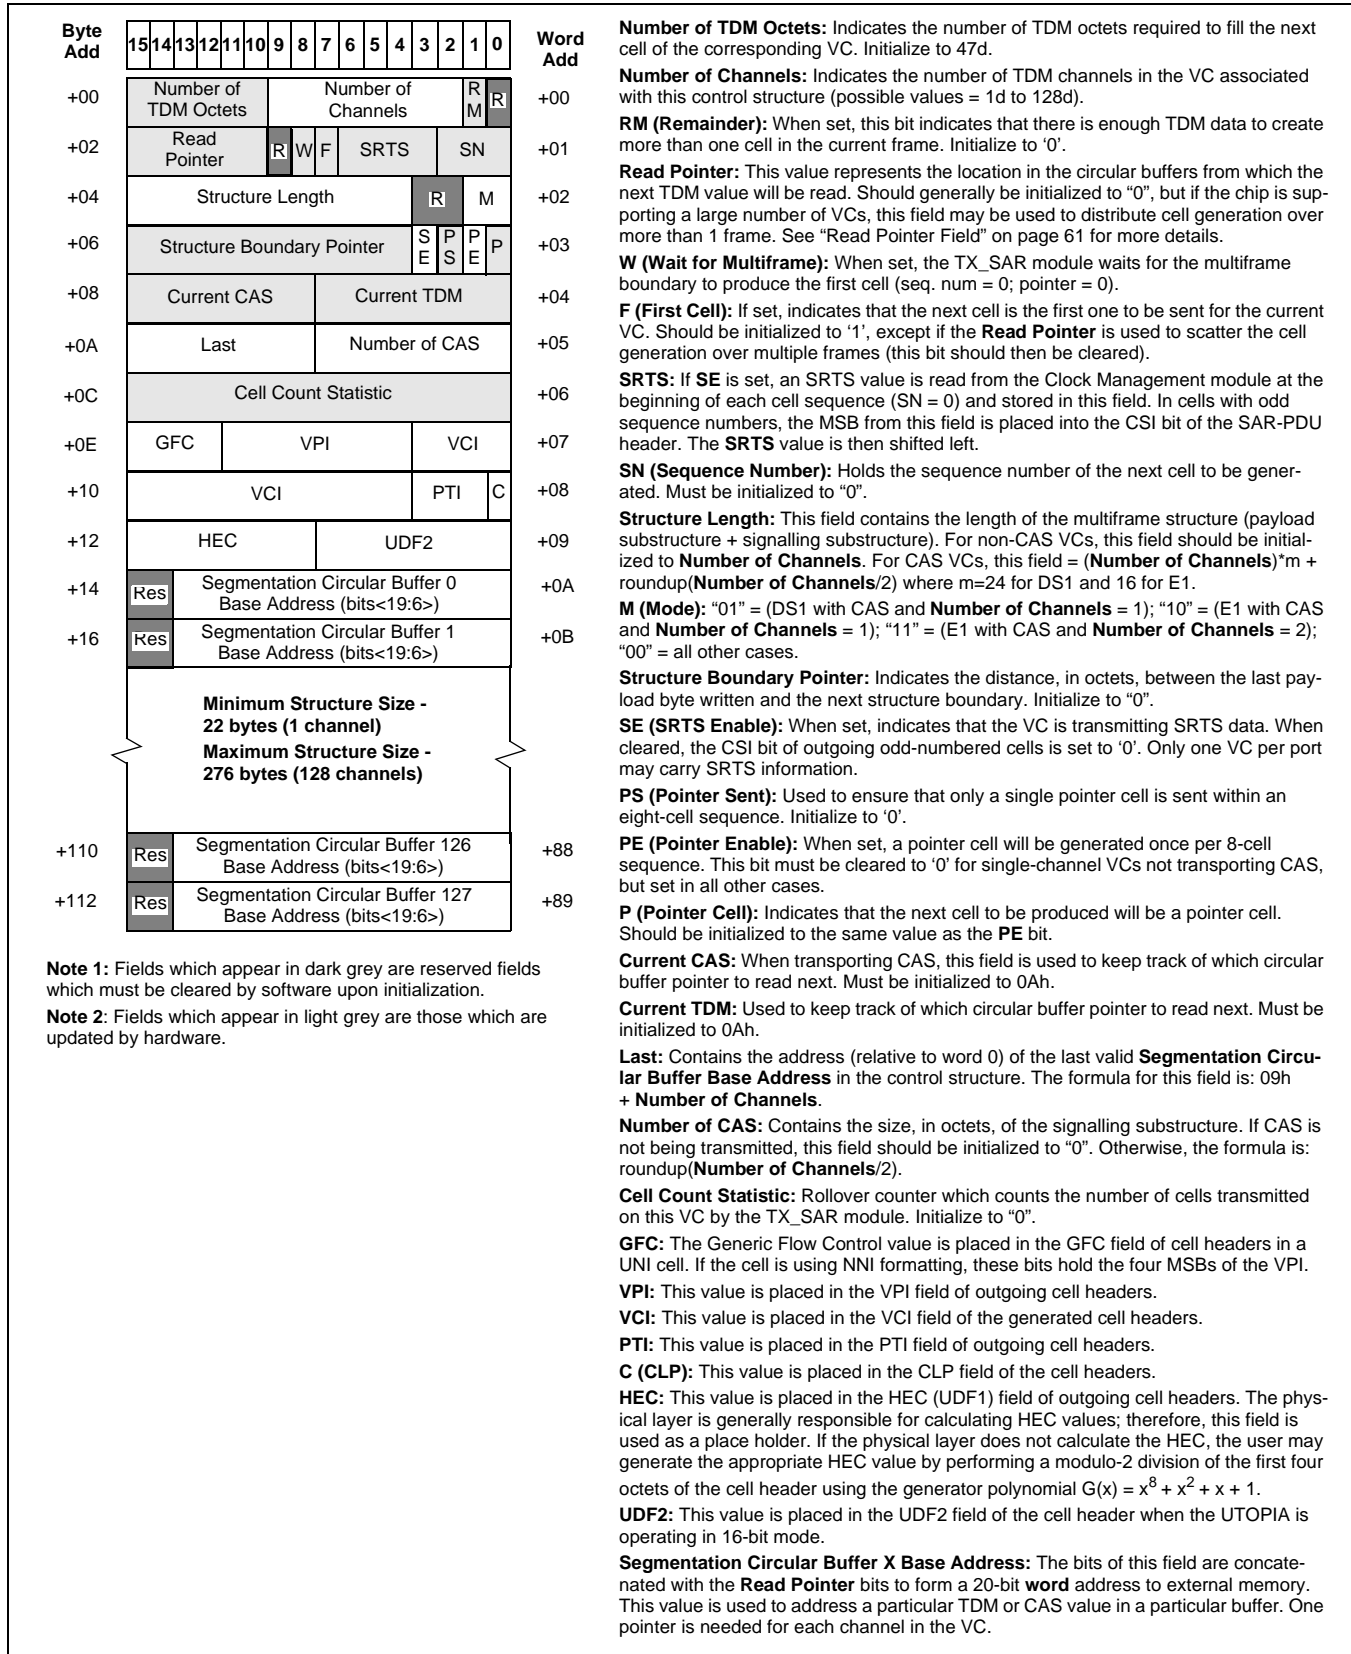 Byte
Add
15 14 13 12 11 10 9 8 7 6 5 4 3 2 1 0
Word
Add
+00
Number of
TDM Octets
Number of
Channels
R
M
R
+00
+02
Read
Pointer
R
W
F
SRTS
SN
+01
+04
Structure Length
R
M
+02
+06
Structure Boundary Pointer
S
E
P
S
P
E
P
+03
+08
Current CAS
Current TDM
+04
+0A
Last
Number of CAS
+05
+0C
Cell Count Statistic
+06
+0E
GFC
VPI
VCI
+07
+10
VCI
PTI
C
+08
+12
HEC
UDF2
+09
+14
Res
Segmentation Circular Buffer 0
Base Address (bits<19:6>)
+0A
+16
Res
Segmentation Circular Buffer 1
Base Address (bits<19:6>)
+0B
Minimum Structure Size -
22 bytes (1 channel)
Maximum Structure Size -
276 bytes (128 channels)
+110
Res
Segmentation Circular Buffer 126
Base Address (bits<19:6>)
+88
+112
Res
Segmentation Circular Buffer 127
Base Address (bits<19:6>)
+89
Note 1: Fields which appear in dark grey are reserved fields
which must be cleared by software upon initialization.
Note 2: Fields which appear in light grey are those which are
updated by hardware.
Number of TDM Octets: Indicates the number of TDM octets required to fill the next
cell of the corresponding VC. Initialize to 47d.
Number of Channels: Indicates the number of TDM channels in the VC associated
with this control structure (possible values = 1d to 128d).
RM (Remainder): When set, this bit indicates that there is enough TDM data to create
more than one cell in the current frame. Initialize to ‘0’.
Read Pointer: This value represents the location in the circular buffers from which the
next TDM value will be read. Should generally be initialized to “0”, but if the chip is sup-
porting a large number of VCs, this field may be used to distribute cell generation over
more than 1 frame. See “Read Pointer Field” on page 61 for more details.
W (Wait for Multiframe): When set, the TX_SAR module waits for the multiframe
boundary to produce the first cell (seq. num = 0; pointer = 0).
F (First Cell): If set, indicates that the next cell is the first one to be sent for the current
VC. Should be initialized to ‘1’, except if the Read Pointer is used to scatter the cell
generation over multiple frames (this bit should then be cleared).
SRTS: If SE is set, an SRTS value is read from the Clock Management module at the
beginning of each cell sequence (SN = 0) and stored in this field. In cells with odd
sequence numbers, the MSB from this field is placed into the CSI bit of the SAR-PDU
header. The SRTS value is then shifted left.
SN (Sequence Number): Holds the sequence number of the next cell to be gener-
ated. Must be initialized to “0”.
Structure Length: This field contains the length of the multiframe structure (payload
substructure + signalling substructure). For non-CAS VCs, this field should be initial-
ized to Number of Channels. For CAS VCs, this field = (Number of Channels)*m +
roundup(Number of Channels/2) where m=24 for DS1 and 16 for E1.
M (Mode): “01” = (DS1 with CAS and Number of Channels = 1); “10” = (E1 with CAS
and Number of Channels = 1); “11” = (E1 with CAS and Number of Channels = 2);
“00” = all other cases.
Structure Boundary Pointer: Indicates the distance, in octets, between the last pay-
load byte written and the next structure boundary. Initialize to “0”.
SE (SRTS Enable): When set, indicates that the VC is transmitting SRTS data. When
cleared, the CSI bit of outgoing odd-numbered cells is set to ‘0’. Only one VC per port
may carry SRTS information.
PS (Pointer Sent): Used to ensure that only a single pointer cell is sent within an
eight-cell sequence. Initialize to ‘0’.
PE (Pointer Enable): When set, a pointer cell will be generated once per 8-cell
sequence. This bit must be cleared to ‘0’ for single-channel VCs not transporting CAS,
but set in all other cases.
P (Pointer Cell): Indicates that the next cell to be produced will be a pointer cell.
Should be initialized to the same value as the PE bit.
Current CAS: When transporting CAS, this field is used to keep track of which circular
buffer pointer to read next. Must be initialized to 0Ah.
Current TDM: Used to keep track of which circular buffer pointer to read next. Must be
initialized to 0Ah.
Last: Contains the address (relative to word 0) of the last valid Segmentation Circu-
lar Buffer Base Address in the control structure. The formula for this field is: 09h
+ Number of Channels.
Number of CAS: Contains the size, in octets, of the signalling substructure. If CAS is
not being transmitted, this field should be initialized to “0”. Otherwise, the formula is:
roundup(Number of Channels/2).
Cell Count Statistic: Rollover counter which counts the number of cells transmitted
on this VC by the TX_SAR module. Initialize to “0”.
GFC: The Generic Flow Control value is placed in the GFC field of cell headers in a
UNI cell. If the cell is using NNI formatting, these bits hold the four MSBs of the VPI.
VPI: This value is placed in the VPI field of outgoing cell headers.
VCI: This value is placed in the VCI field of the generated cell headers.
PTI: This value is placed in the PTI field of outgoing cell headers.
C (CLP): This value is placed in the CLP field of the cell headers.
HEC: This value is placed in the HEC (UDF1) field of outgoing cell headers. The phys-
ical layer is generally responsible for calculating HEC values; therefore, this field is
used as a place holder. If the physical layer does not calculate the HEC, the user may
generate the appropriate HEC value by performing a modulo-2 division of the first four
octets of the cell header using the generator polynomial G(x) = x⁸ + x² + x + 1.
UDF2: This value is placed in the UDF2 field of the cell header when the UTOPIA is
operating in 16-bit mode.
Segmentation Circular Buffer X Base Address: The bits of this field are concate-
nated with the Read Pointer bits to form a 20-bit word address to external memory.
This value is used to address a particular TDM or CAS value in a particular buffer. One
pointer is needed for each channel in the VC.